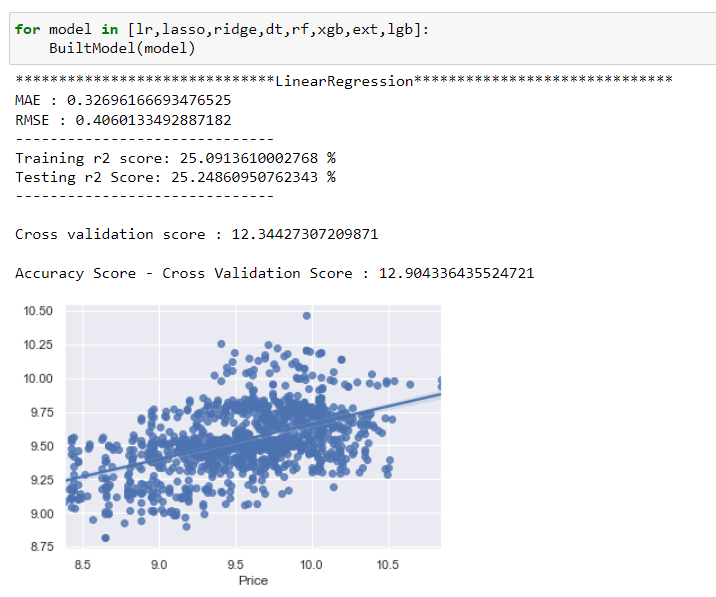 for model in [lr,lasso,ridge,dt,rf,xgb,ext,lgb]:
    BuiltModel(model)
******************************LinearRegression******************************
MAE : 0.32696166693476525
RMSE : 0.4060133492887182
------------------------------
Training r2 score: 25.0913610002768 %
Testing r2 Score: 25.24860950762343 %
------------------------------
Cross validation score : 12.34427307209871
Accuracy Score - Cross Validation Score : 12.904336435524721
10.50
10.25
10.00
9.75
9.50
9.25
9.00
8.75
8.5 9.0 9.5 10.0 10.5
Price